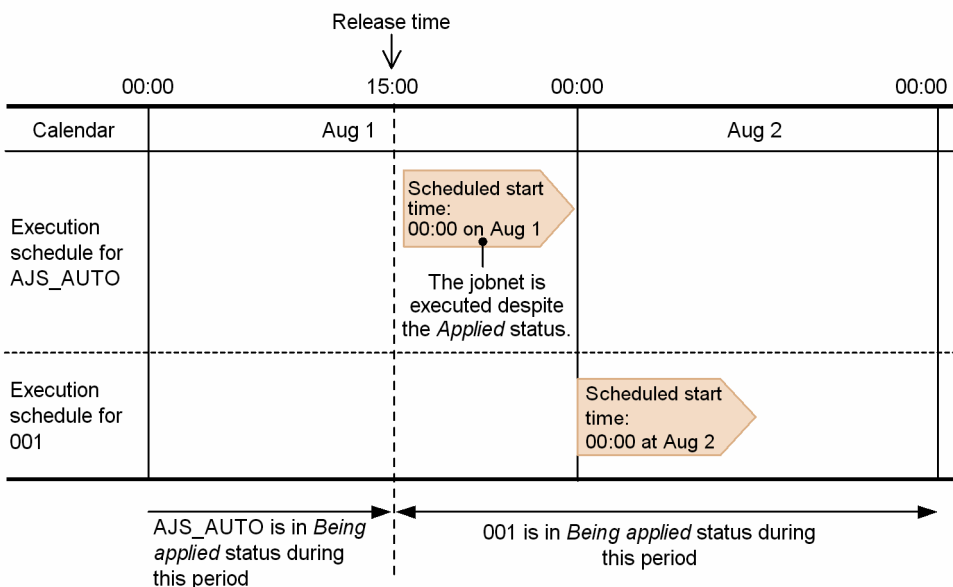 Release time
00:00 15:00 00:00 00:00
Calendar Aug 1 Aug 2
Execution
schedule for
AJS_AUTO
Scheduled start
time:
00:00 on Aug 1
The jobnet is
executed despite
the Applied status.
Execution
schedule for
001
Scheduled start
time:
00:00 at Aug 2
AJS_AUTO is in Being
applied status during
this period
001 is in Being applied status during
this period